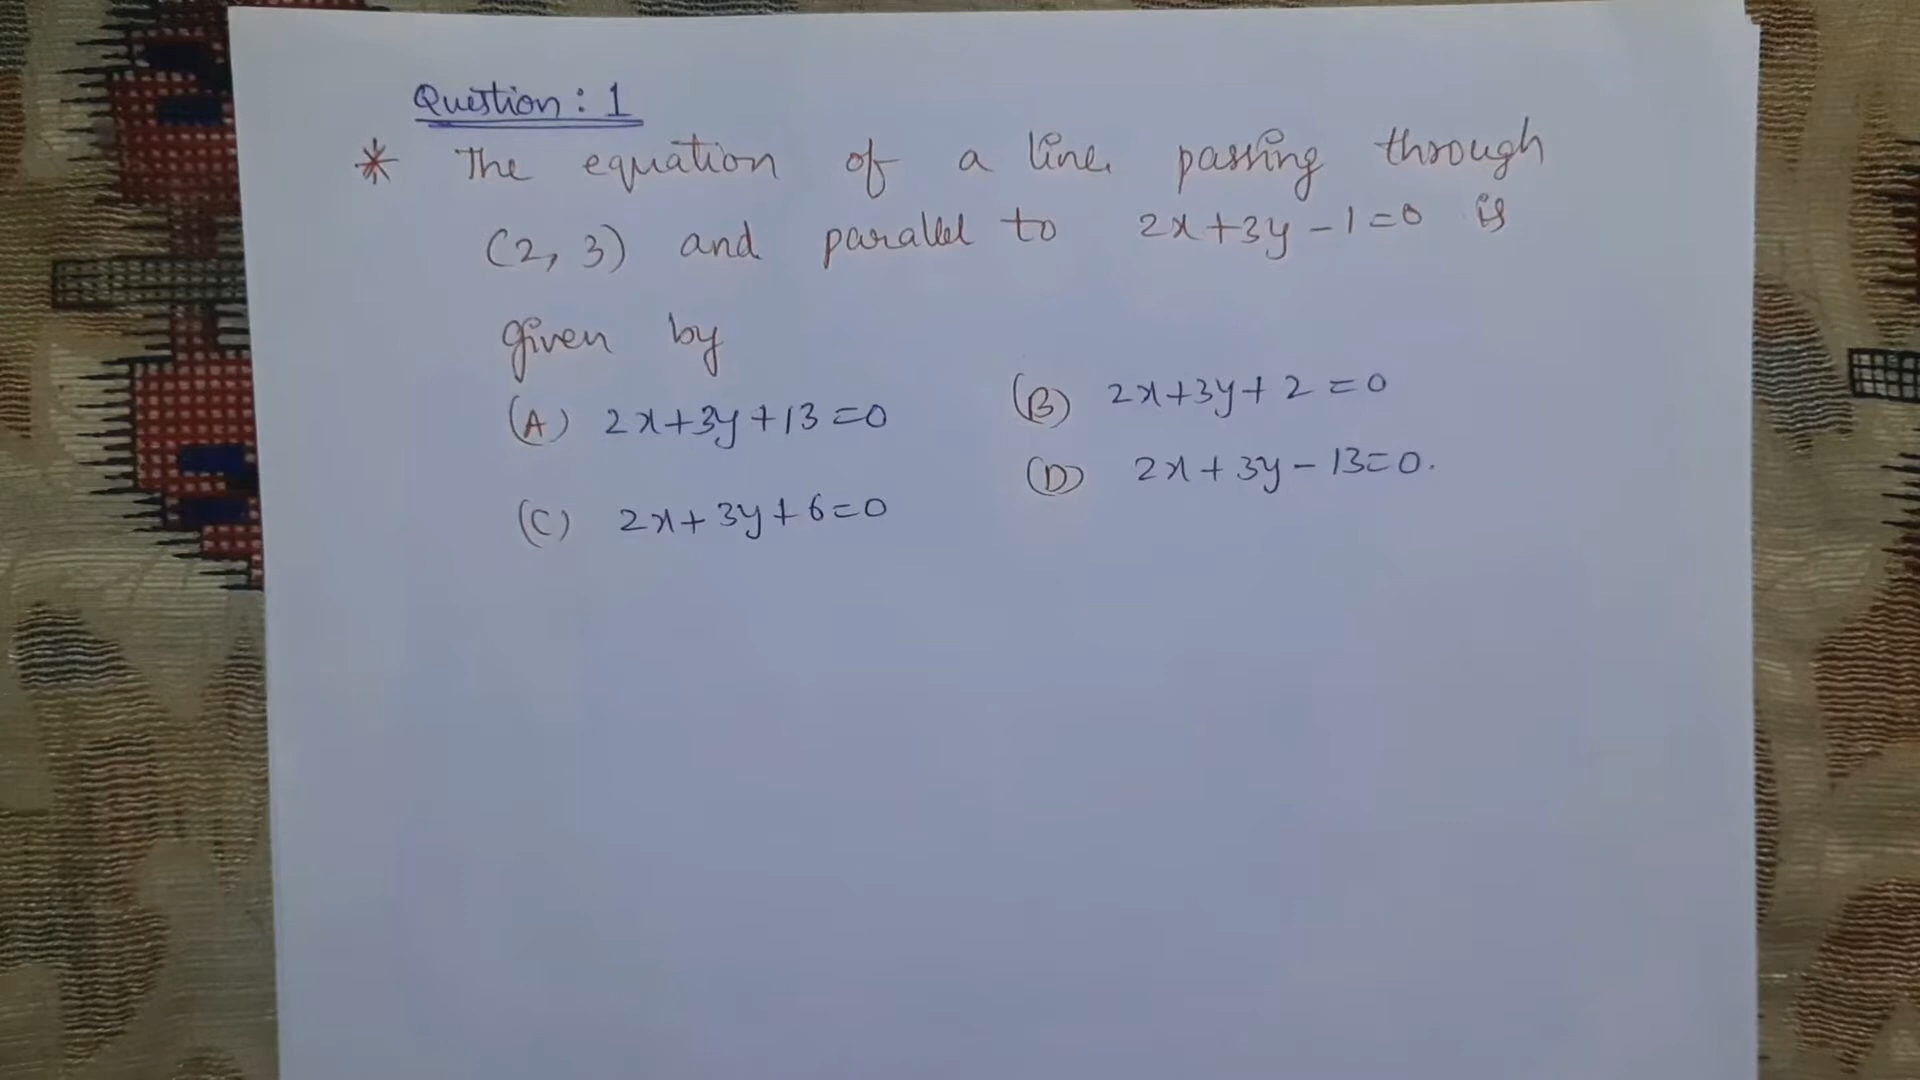 Question : 1
* The equation of a line passing through
(2, 3) and parallel to 2x+3y-1=0 is
given by
(A) 2x+3y+13=0 (B) 2x+3y+2=0
(C) 2x+3y+6=0 (D) 2x+3y-13=0.